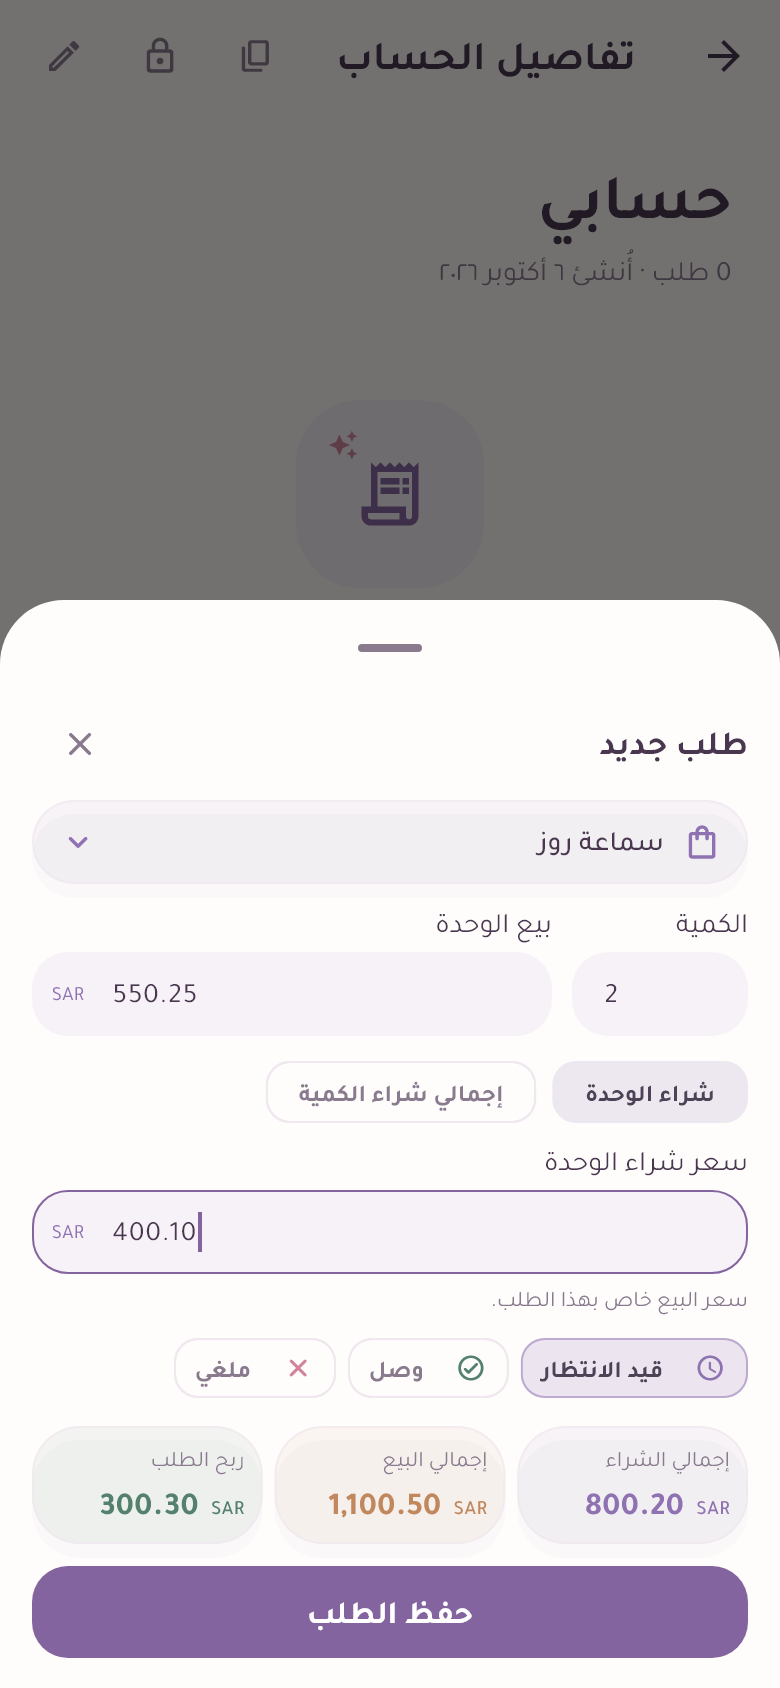 تفاصيل الحساب
حسابي
0 طلب · أُنشئ ٦ أكتوبر ٢٠٢٦
طلب جديد
سماعة روز
الكمية
بيع الوحدة
2
550.25 SAR
شراء الوحدة
إجمالي شراء الكمية
سعر شراء الوحدة
400.10 SAR
سعر البيع خاص بهذا الطلب.
قيد الانتظار
وصل
ملغي
إجمالي الشراء
800.20 SAR
إجمالي البيع
1,100.50 SAR
ربح الطلب
300.30 SAR
حفظ الطلب